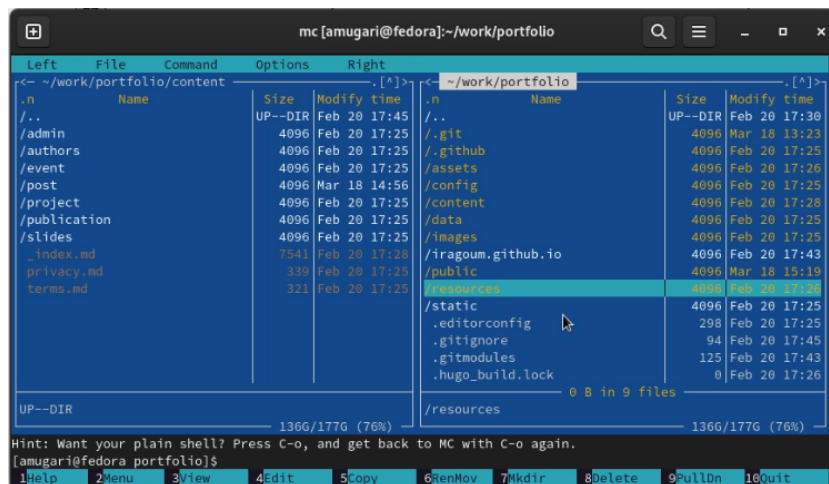 mc [amugari@fedora]:~/work/portfolio
Left File Command Options Right
<— ~/work/portfolio/content .[^]>
.n Name Size Modify time
/.. UP--DIR Feb 20 17:45
/admin 4096 Feb 20 17:25
/authors 4096 Feb 20 17:25
/event 4096 Feb 20 17:25
/post 4096 Mar 18 14:56
/project 4096 Feb 20 17:25
/publication 4096 Feb 20 17:25
/slides 4096 Feb 20 17:25
_index.md 7541 Feb 20 17:28
privacy.md 339 Feb 20 17:25
terms.md 321 Feb 20 17:25
UP--DIR
136G/177G (76%)
<— ~/work/portfolio .[^]>
.n Name Size Modify time
/.. UP--DIR Feb 20 17:30
/.git 4096 Mar 18 13:23
/.github 4096 Feb 20 17:25
/assets 4096 Feb 20 17:26
/config 4096 Feb 20 17:25
/content 4096 Feb 20 17:28
/data 4096 Feb 20 17:25
/images 4096 Feb 20 17:25
/iragoum.github.io 4096 Feb 20 17:43
/public 4096 Mar 18 15:19
/resources 4096 Feb 20 17:26
/static 4096 Feb 20 17:25
.editorconfig 298 Feb 20 17:25
.gitignore 94 Feb 20 17:45
.gitmodules 125 Feb 20 17:43
.hugo_build.lock 0 Feb 20 17:26
0 B in 9 files
/resources
136G/177G (76%)
Hint: Want your plain shell? Press C-o, and get back to MC with C-o again.
[amugari@fedora portfolio]$
1Help 2Menu 3View 4Edit 5Copy 6RenMov 7Mkdir 8Delete 9PullDn 10Quit